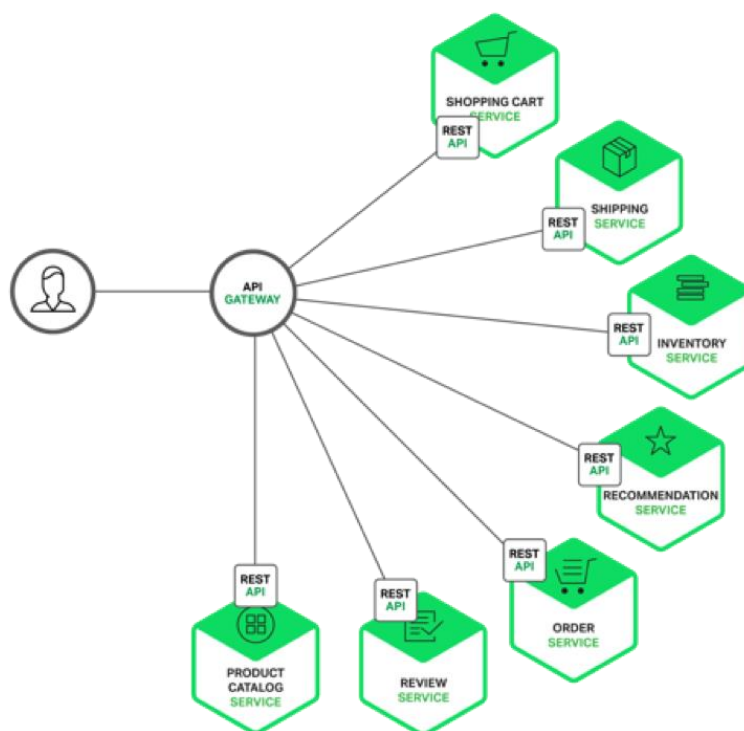 SHOPPING CART
SERVICE
REST
API
SHIPPING
SERVICE
REST
API
API
GATEWAY
INVENTORY
SERVICE
REST
API
RECOMMENDATION
SERVICE
REST
API
ORDER
SERVICE
REST
API
REVIEW
SERVICE
REST
API
PRODUCT
CATALOG
SERVICE
REST
API